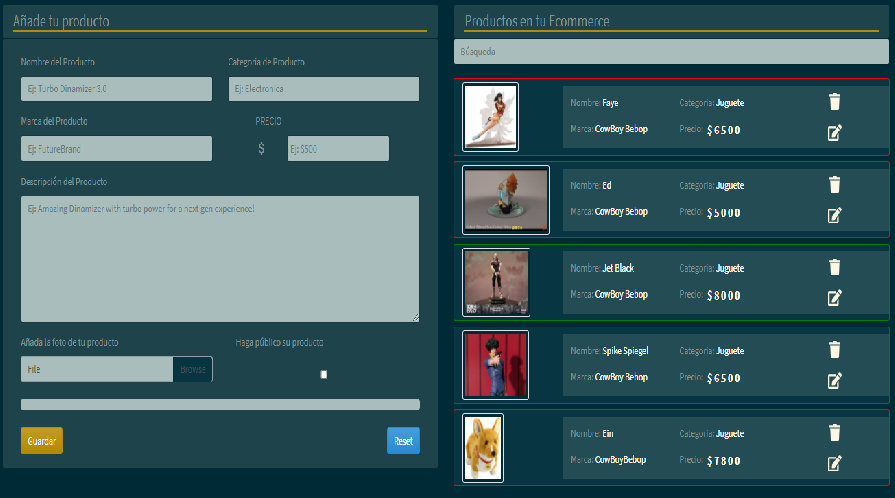 Añade tu producto
Nombre del Producto
Categoria de Producto
Ej: Turbo Dinamizer 3.0
Ej: Electronica
Marca del Producto
PRECIO
Ej: FutureBrand
$
Ej: $500
Descripción del Producto
Ej: Amazing Dinamizer with turbo power for a next gen experience!
Añada la foto de tu producto
Haga público su producto
File
Browse
Guardar
Reset
Productos en tu Ecommerce
Búsqueda
Nombre: Faye
Categoria: Juguete
Marca: CowBoy Bebop
Precio: $6500
Nombre: Ed
Categoria: Juguete
Marca: CowBoy Bebop
Precio: $5000
Nombre: Jet Black
Categoria: Juguete
Marca: CowBoy Bebop
Precio: $8000
Nombre: Spike Spiegel
Categoria: Juguete
Marca: CowBoy Bebop
Precio: $6500
Nombre: Ein
Categoria: Juguete
Marca: CowBoyBebop
Precio: $7800